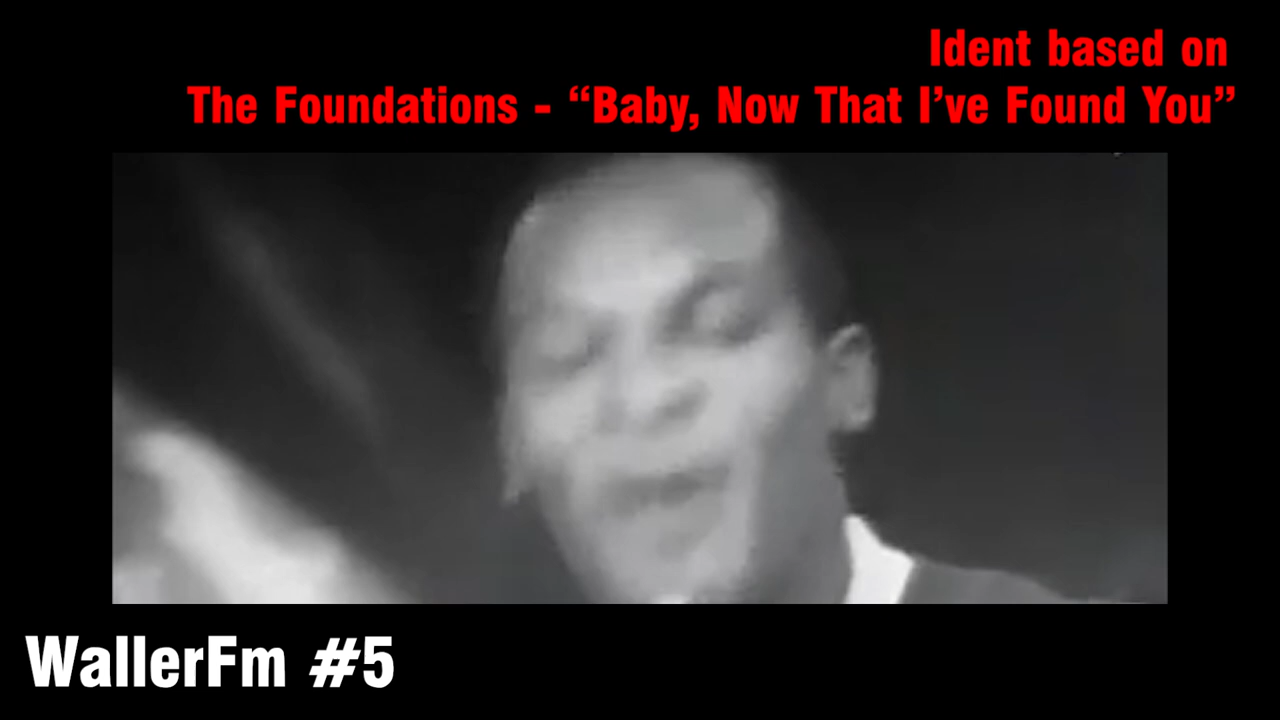 Ident based on
The Foundations - “Baby, Now That I’ve Found You”
WallerFm #5